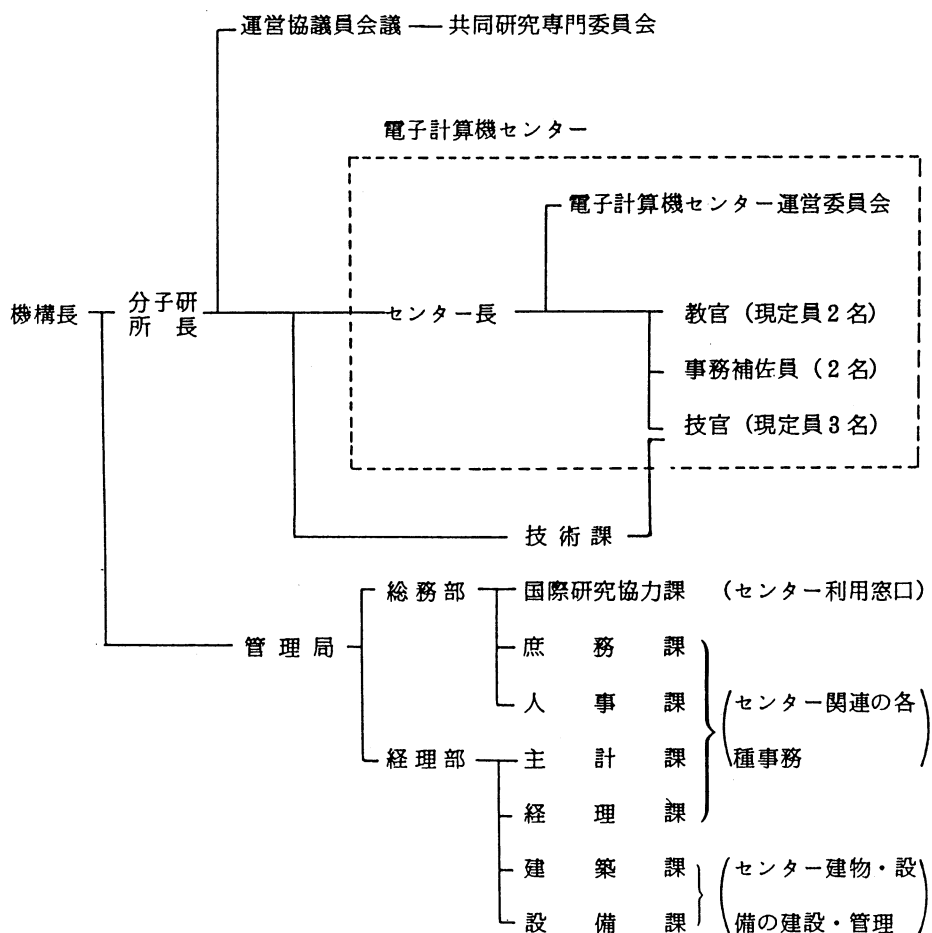 運営協議員会議 共同研究専門委員会
電子計算機センター
電子計算機センター運営委員会
機構長
分子研
所長
センター長
教官（現定員2名）
事務補佐員（2名）
技官（現定員3名）
技術課
総務部 国際研究協力課 （センター利用窓口）
管理局
庶務課
人事課
（センター関連の各
種事務）
経理部 主計課
経理課
建築課
設備課
（センター建物・設
備の建設・管理）